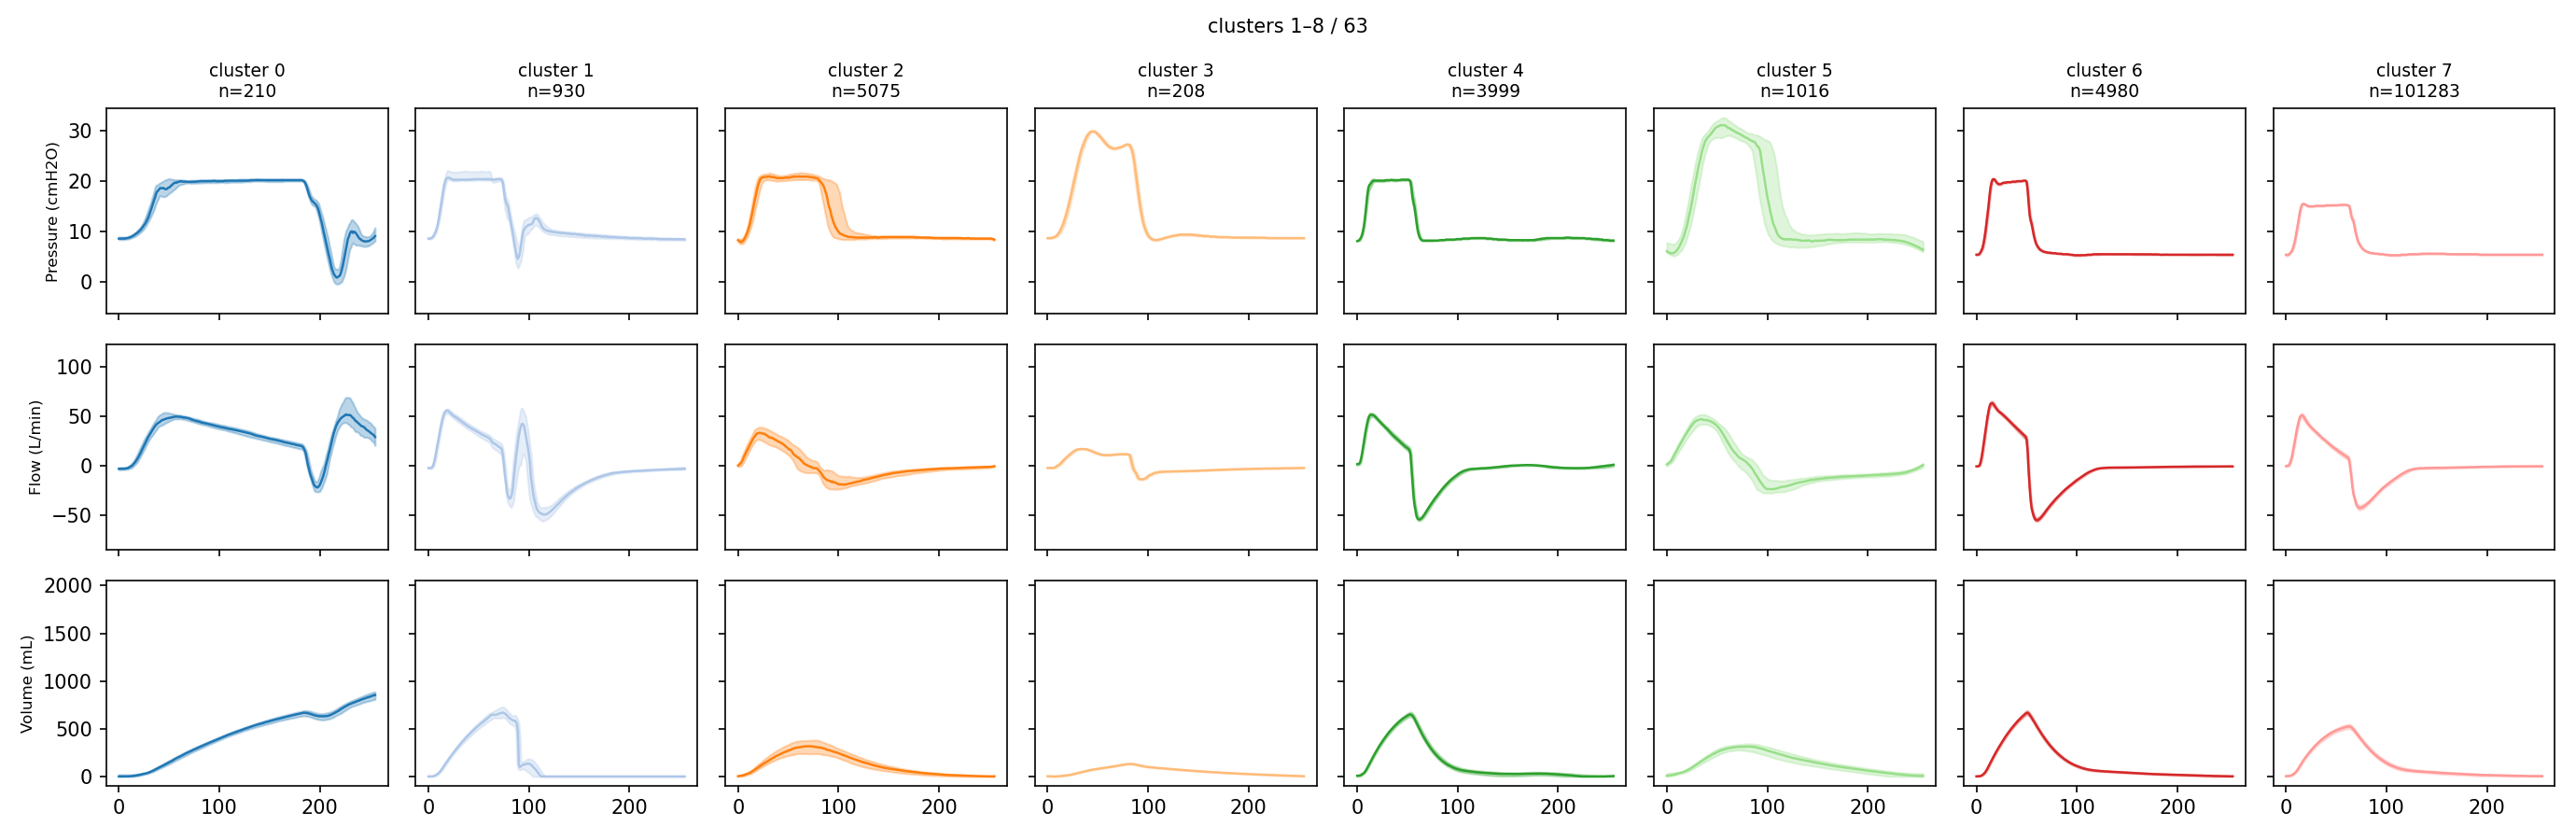 clusters 1–8 / 63
cluster 0
n=210
cluster 1
n=930
cluster 2
n=5075
cluster 3
n=208
cluster 4
n=3999
cluster 5
n=1016
cluster 6
n=4980
cluster 7
n=101283
Pressure (cmH2O)
30
20
10
0
Flow (L/min)
100
50
0
−50
Volume (mL)
2000
1500
1000
500
0
0 100 200
0 100 200
0 100 200
0 100 200
0 100 200
0 100 200
0 100 200
0 100 200